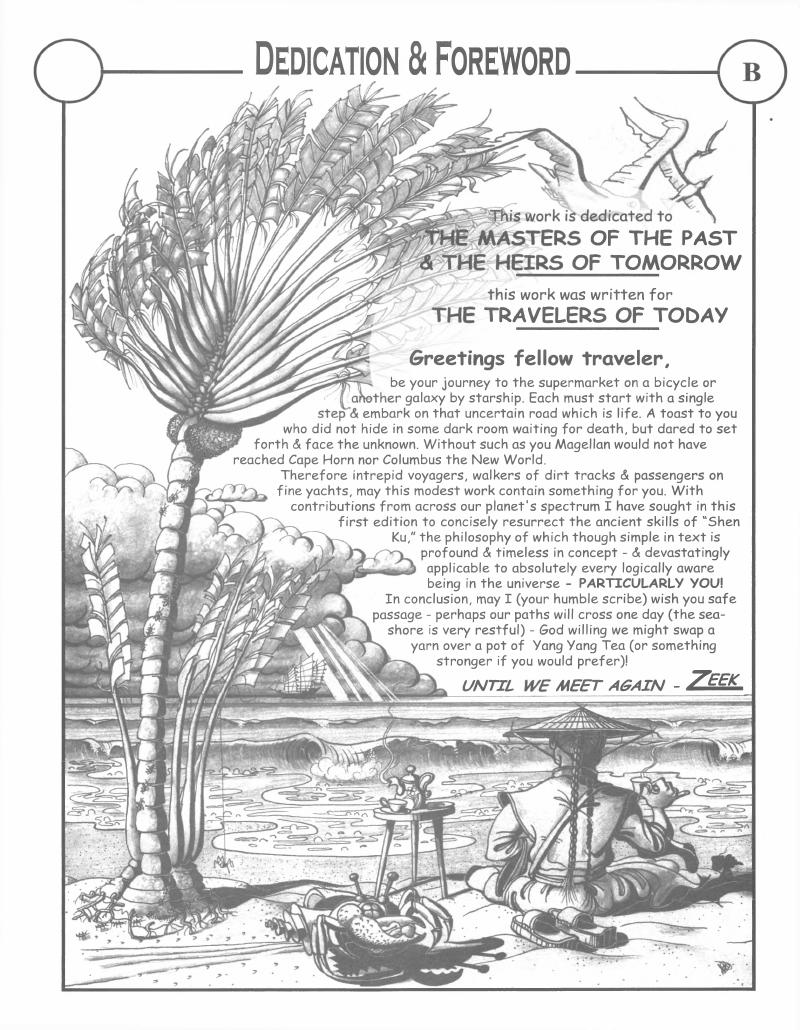 DEDICATION & FOREWORD
B
This work is dedicated to
THE MASTERS OF THE PAST
& THE HEIRS OF TOMORROW
this work was written for
THE TRAVELERS OF TODAY
Greetings fellow traveler,
be your journey to the supermarket on a bicycle or
another galaxy by starship. Each must start with a single
step & embark on that uncertain road which is life. A toast to you
who did not hide in some dark room waiting for death, but dared to set
forth & face the unknown. Without such as you Magellan would not have
reached Cape Horn nor Columbus the New World.
Therefore intrepid voyagers, walkers of dirt tracks & passengers on
fine yachts, may this modest work contain something for you. With
contributions from across our planet's spectrum I have sought in this
first edition to concisely resurrect the ancient skills of "Shen
Ku," the philosophy of which though simple in text is
profound & timeless in concept - & devastatingly
applicable to absolutely every logically aware
being in the universe - PARTICULARLY YOU!
In conclusion, may I (your humble scribe) wish you safe
passage - perhaps our paths will cross one day (the sea-
shore is very restful) - God willing we might swap a
yarn over a pot of Yang Yang Tea (or something
stronger if you would prefer)!
UNTIL WE MEET AGAIN - ZEEK